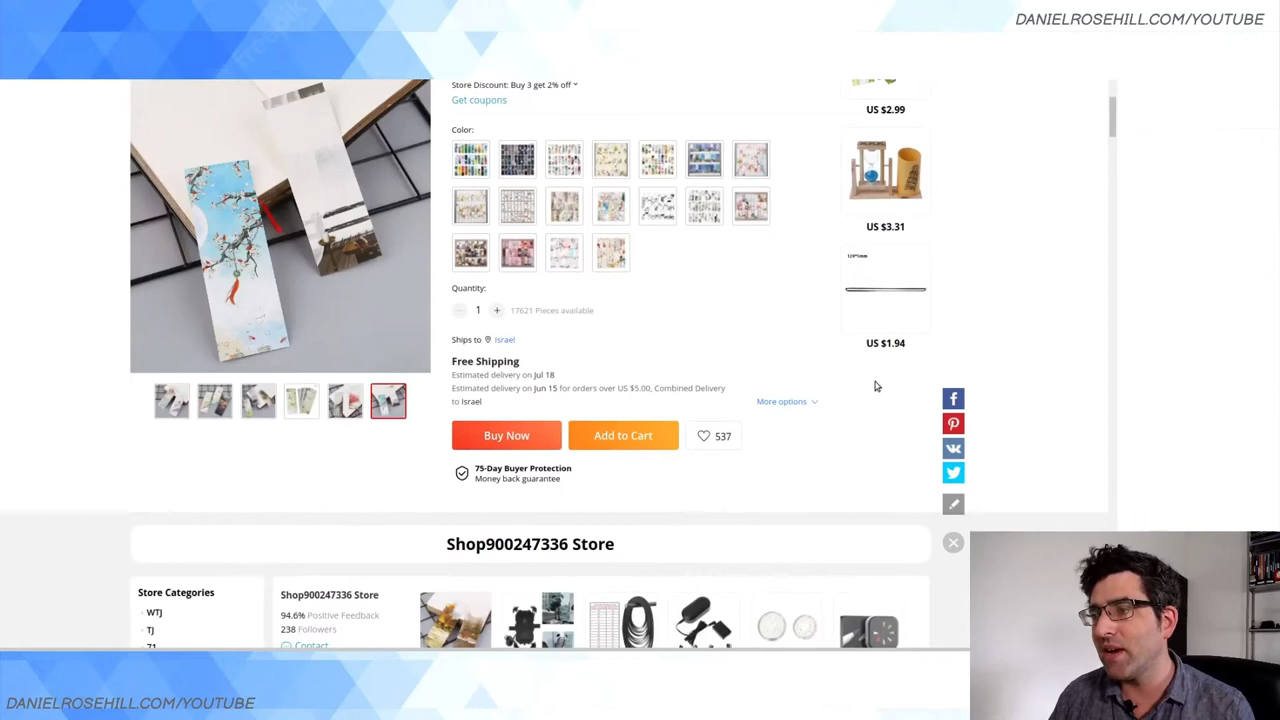 DANIELROSEHILL.COM/YOUTUBE
Store Discount: Buy 3 get 2% off
Get coupons
US $2.99
Color:
US $3.31
120*5mm
Quantity:
1
17621 Pieces available
Ships to Israel
US $1.94
Free Shipping
Estimated delivery on Jul 18
Estimated delivery on Jun 15 for orders over US $5.00, Combined Delivery
to Israel
More options
Buy Now
Add to Cart
537
75-Day Buyer Protection
Money back guarantee
Shop900247336 Store
Store Categories
WTJ
TJ
71
Shop900247336 Store
94.6% Positive Feedback
238 Followers
Contact
DANIELROSEHILL.COM/YOUTUBE